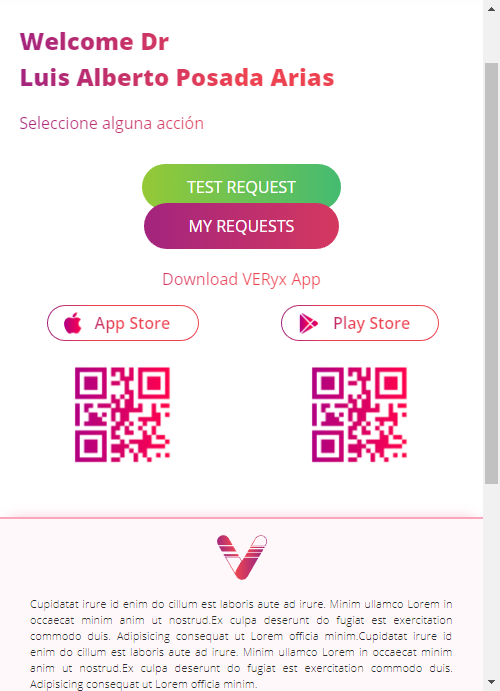 Welcome Dr
Luis Alberto Posada Arias
Seleccione alguna acción
TEST REQUEST
MY REQUESTS
Download VERyx App
App Store
Play Store
Cupidatat irure id enim do cillum est laboris aute ad irure. Minim ullamco Lorem in
occaecat minim anim ut nostrud.Ex culpa deserunt do fugiat est exercitation
commodo duis. Adipisicing consequat ut Lorem officia minim.Cupidatat irure id
enim do cillum est laboris aute ad irure. Minim ullamco Lorem in occaecat minim
anim ut nostrud.Ex culpa deserunt do fugiat est exercitation commodo duis.
Adipisicing consequat ut Lorem officia minim.